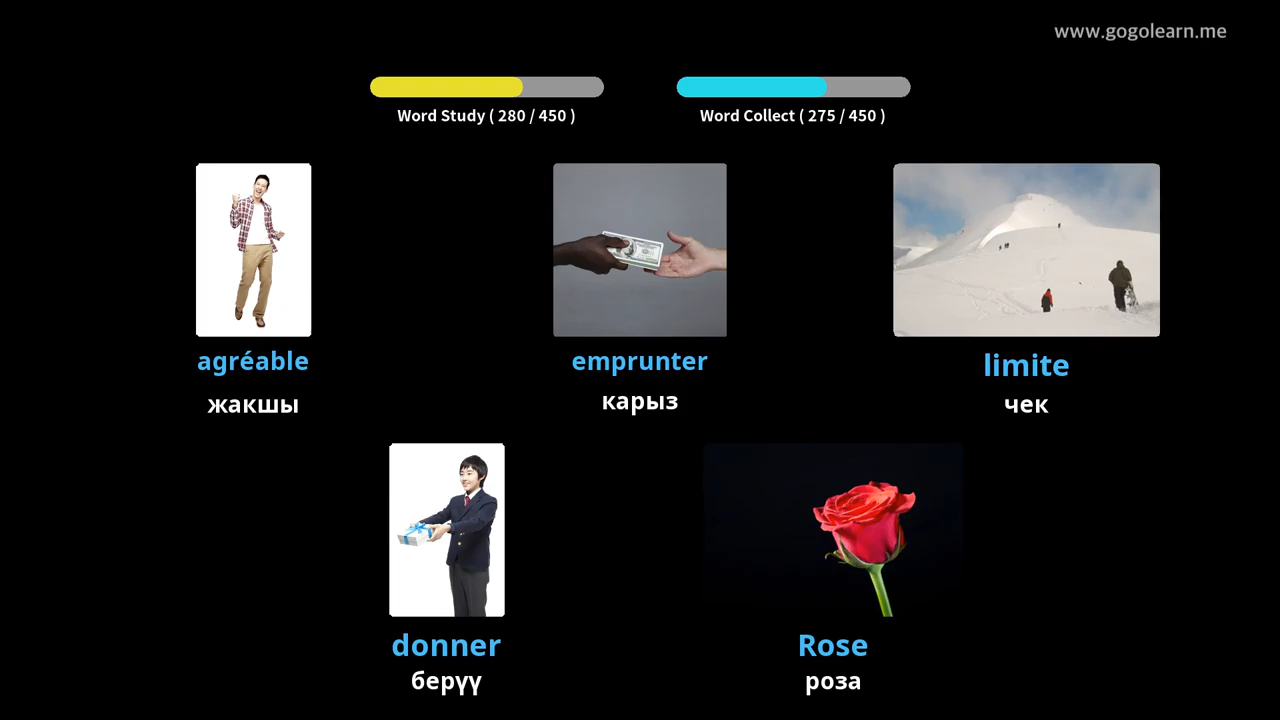 www.gogolearn.me
Word Study ( 280 / 450 )
Word Collect ( 275 / 450 )
agréable
жакшы
emprunter
карыз
limite
чек
donner
берүү
Rose
роза